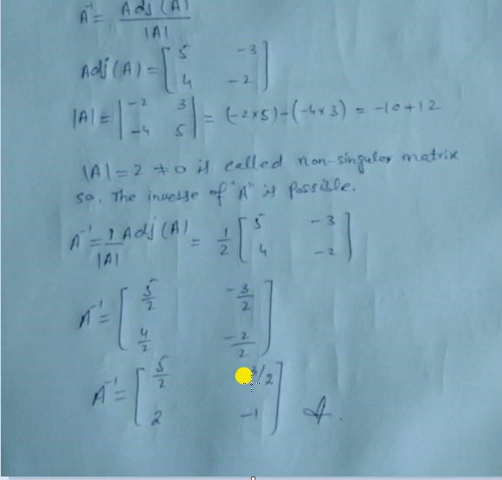 A⁻¹ = Adj(A) / |A|
Adj(A) = [ 5 -3 ; 4 -2 ]
|A| = | -2 3 ; -4 5 | = (-2×5)-(-4×3) = -10+12
|A| = 2 ≠ 0 is called non-singular matrix
so, The invesse of "A" is possible.
A⁻¹ = 1/|A| Adj(A) = 1/2 [ 5 -3 ; 4 -2 ]
A⁻¹ = [ 5/2 -3/2 ; 4/2 -2/2 ]
A⁻¹ = [ 5/2 3/2 ; 2 -1 ]